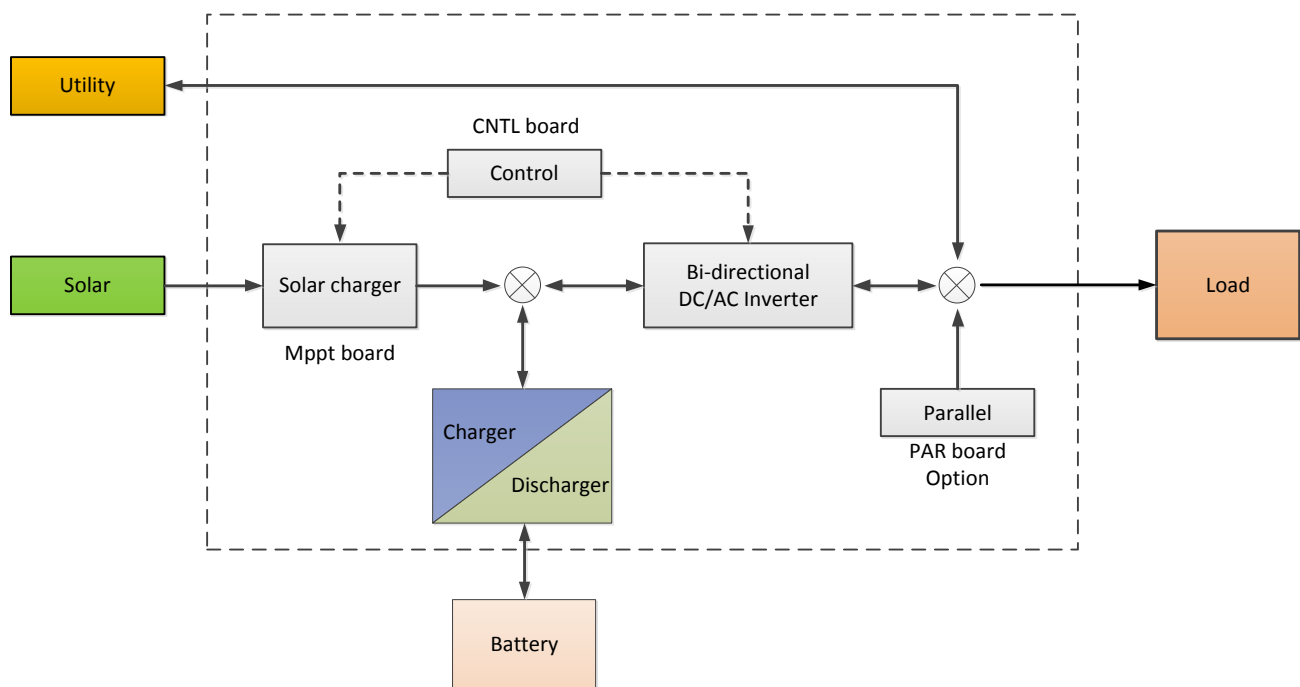 Utility
CNTL board
Control
Solar
Solar charger
Bi-directional
DC/AC Inverter
Load
Mppt board
Charger
Discharger
Parallel
PAR board
Option
Battery